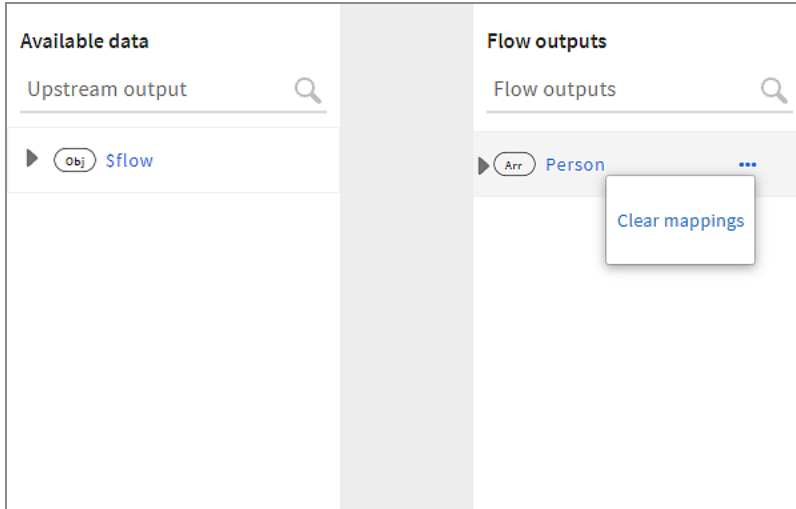 Available data
Upstream output
Obj $flow
Flow outputs
Flow outputs
Arr Person •••
Clear mappings